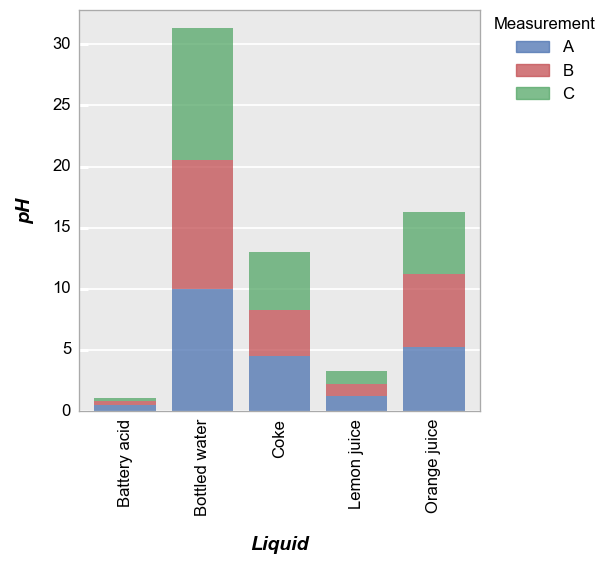 Measurement
A
B
C
30
25
20
15
10
5
0
pH
Battery acid
Bottled water
Coke
Lemon juice
Orange juice
Liquid